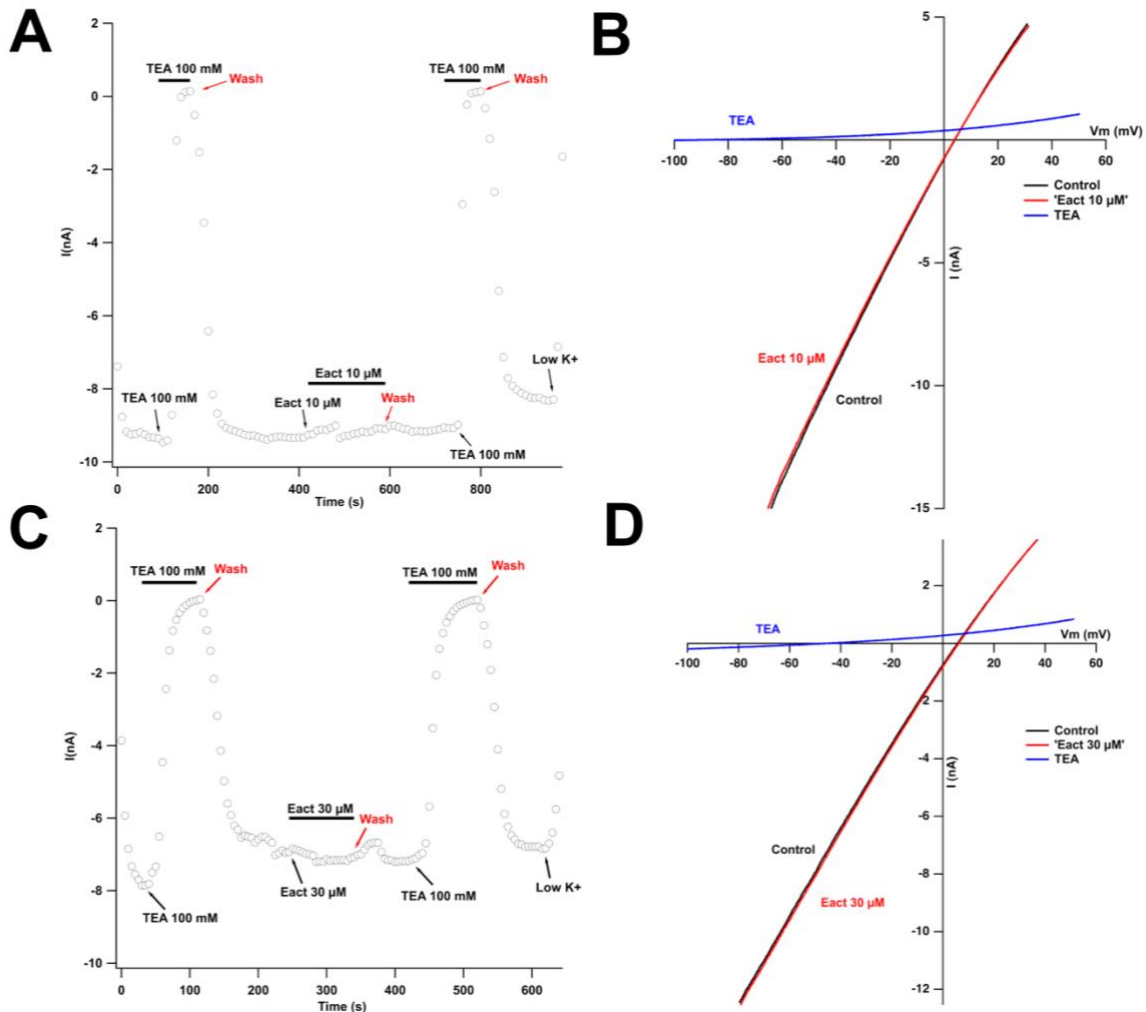 A
2
0
-2
-4
-6
-8
-10
I(nA)
TEA 100 mM
Wash
TEA 100 mM
Wash
TEA 100 mM
Eact 10 µM
Eact 10 µM
Wash
Low K+
TEA 100 mM
0
200
400
600
800
Time (s)
B
5
-5
-10
-15
I (nA)
TEA
Vm (mV)
-100
-80
-60
-40
-20
20
40
60
Control
'Eact 10 µM'
TEA
Eact 10 µM
Control
C
2
0
-2
-4
-6
-8
-10
I(nA)
TEA 100 mM
Wash
TEA 100 mM
Wash
Eact 30 µM
Wash
TEA 100 mM
Eact 30 µM
TEA 100 mM
Low K+
0
100
200
300
400
500
600
Time (s)
D
2
-2
-4
-6
-8
-10
-12
I (nA)
TEA
Vm (mV)
-100
-80
-60
-40
-20
20
40
60
Control
'Eact 30 µM'
TEA
Control
Eact 30 µM